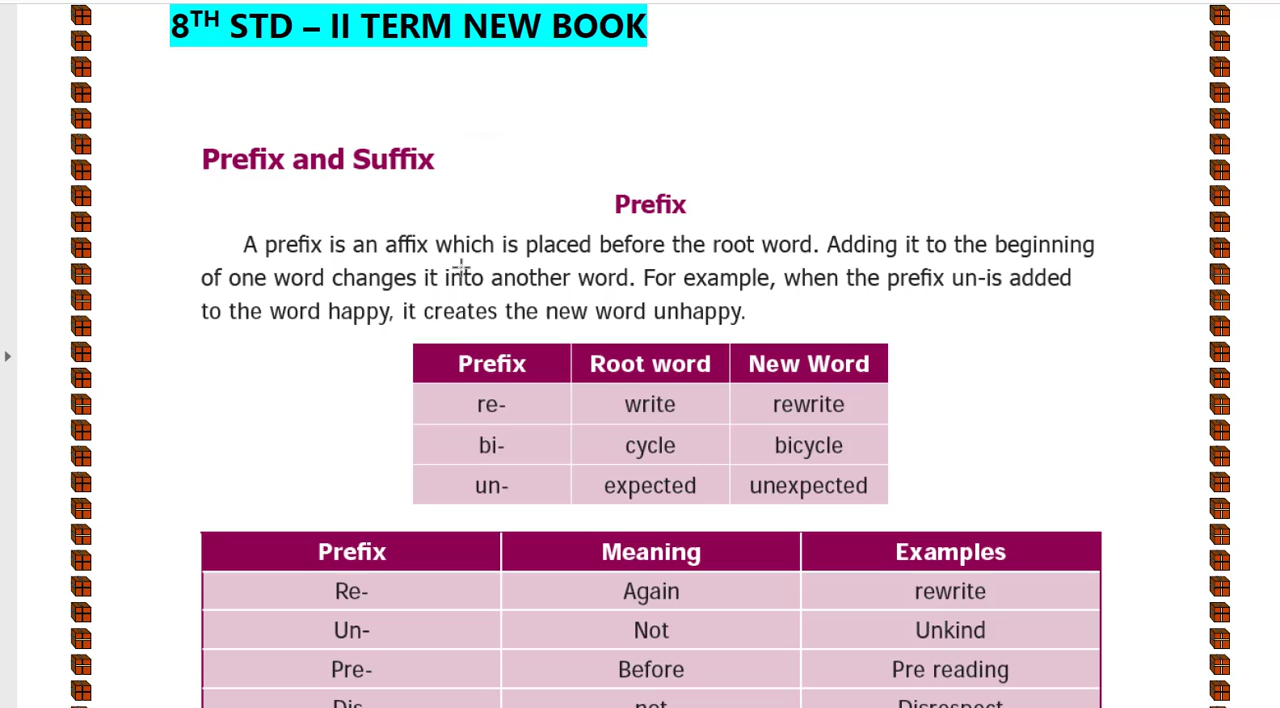 8TH STD – II TERM NEW BOOK
Prefix and Suffix
Prefix
A prefix is an affix which is placed before the root word. Adding it to the beginning
of one word changes it into another word. For example, when the prefix un-is added
to the word happy, it creates the new word unhappy.
Prefix Root word New Word
re- write rewrite
bi- cycle bicycle
un- expected unexpected
Prefix Meaning Examples
Re- Again rewrite
Un- Not Unkind
Pre- Before Pre reading
Dis- not Disrespect